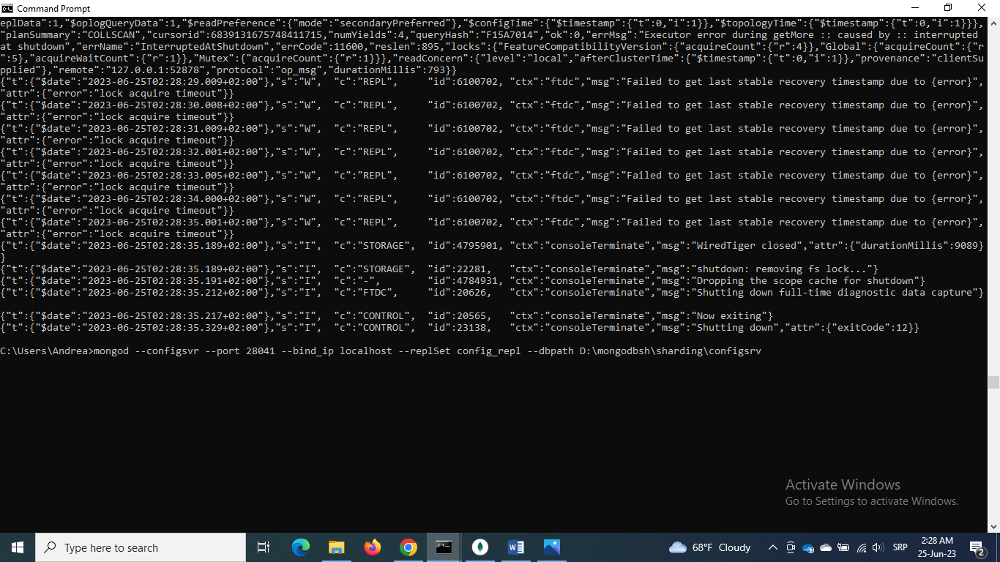 Command Prompt
eplData":1,"$oplogQueryData":1,"$readPreference":{"mode":"secondaryPreferred"},"$configTime":{"$timestamp":{"t":0,"i":1}},"$topologyTime":{"$timestamp":{"t":0,"i":1}}},
"planSummary":"COLLSCAN","cursorid":6839131675748411715,"numYields":4,"queryHash":"F15A7014","ok":0,"errMsg":"Executor error during getMore :: caused by :: interrupted
at shutdown","errName":"InterruptedAtShutdown","errCode":11600,"reslen":895,"locks":{"FeatureCompatibilityVersion":{"acquireCount":{"r":4}},"Global":{"acquireCount":{"r"
:5},"acquireWaitCount":{"r":1}},"Mutex":{"acquireCount":{"r":1}}},"readConcern":{"level":"local","afterClusterTime":{"$timestamp":{"t":0,"i":1}},"provenance":"clientSu
pplied"},"remote":"127.0.0.1:52878","protocol":"op_msg","durationMillis":793}}
{"t":{"$date":"2023-06-25T02:28:29.009+02:00"},"s":"W",  "c":"REPL",     "id":6100702, "ctx":"ftdc","msg":"Failed to get last stable recovery timestamp due to {error}",
"attr":{"error":"lock acquire timeout"}}
{"t":{"$date":"2023-06-25T02:28:30.008+02:00"},"s":"W",  "c":"REPL",     "id":6100702, "ctx":"ftdc","msg":"Failed to get last stable recovery timestamp due to {error}",
"attr":{"error":"lock acquire timeout"}}
{"t":{"$date":"2023-06-25T02:28:31.009+02:00"},"s":"W",  "c":"REPL",     "id":6100702, "ctx":"ftdc","msg":"Failed to get last stable recovery timestamp due to {error}",
"attr":{"error":"lock acquire timeout"}}
{"t":{"$date":"2023-06-25T02:28:32.001+02:00"},"s":"W",  "c":"REPL",     "id":6100702, "ctx":"ftdc","msg":"Failed to get last stable recovery timestamp due to {error}",
"attr":{"error":"lock acquire timeout"}}
{"t":{"$date":"2023-06-25T02:28:33.005+02:00"},"s":"W",  "c":"REPL",     "id":6100702, "ctx":"ftdc","msg":"Failed to get last stable recovery timestamp due to {error}",
"attr":{"error":"lock acquire timeout"}}
{"t":{"$date":"2023-06-25T02:28:34.000+02:00"},"s":"W",  "c":"REPL",     "id":6100702, "ctx":"ftdc","msg":"Failed to get last stable recovery timestamp due to {error}",
"attr":{"error":"lock acquire timeout"}}
{"t":{"$date":"2023-06-25T02:28:35.001+02:00"},"s":"W",  "c":"REPL",     "id":6100702, "ctx":"ftdc","msg":"Failed to get last stable recovery timestamp due to {error}",
"attr":{"error":"lock acquire timeout"}}
{"t":{"$date":"2023-06-25T02:28:35.189+02:00"},"s":"I",  "c":"STORAGE",  "id":4795901, "ctx":"consoleTerminate","msg":"WiredTiger closed","attr":{"durationMillis":9089}
}
{"t":{"$date":"2023-06-25T02:28:35.189+02:00"},"s":"I",  "c":"STORAGE",  "id":22281,   "ctx":"consoleTerminate","msg":"shutdown: removing fs lock..."}
{"t":{"$date":"2023-06-25T02:28:35.191+02:00"},"s":"I",  "c":"-",        "id":4784931, "ctx":"consoleTerminate","msg":"Dropping the scope cache for shutdown"}
{"t":{"$date":"2023-06-25T02:28:35.212+02:00"},"s":"I",  "c":"FTDC",     "id":20626,   "ctx":"consoleTerminate","msg":"Shutting down full-time diagnostic data capture"}
{"t":{"$date":"2023-06-25T02:28:35.217+02:00"},"s":"I",  "c":"CONTROL",  "id":20565,   "ctx":"consoleTerminate","msg":"Now exiting"}
{"t":{"$date":"2023-06-25T02:28:35.329+02:00"},"s":"I",  "c":"CONTROL",  "id":23138,   "ctx":"consoleTerminate","msg":"Shutting down","attr":{"exitCode":12}}
C:\Users\Andrea>mongod --configsvr --port 28041 --bind_ip localhost --replSet config_repl --dbpath D:\mongodbsh\sharding\configsrv
Activate Windows
Go to Settings to activate Windows.
Type here to search
68°F Cloudy
SRP
2:28 AM
25-Jun-23
2